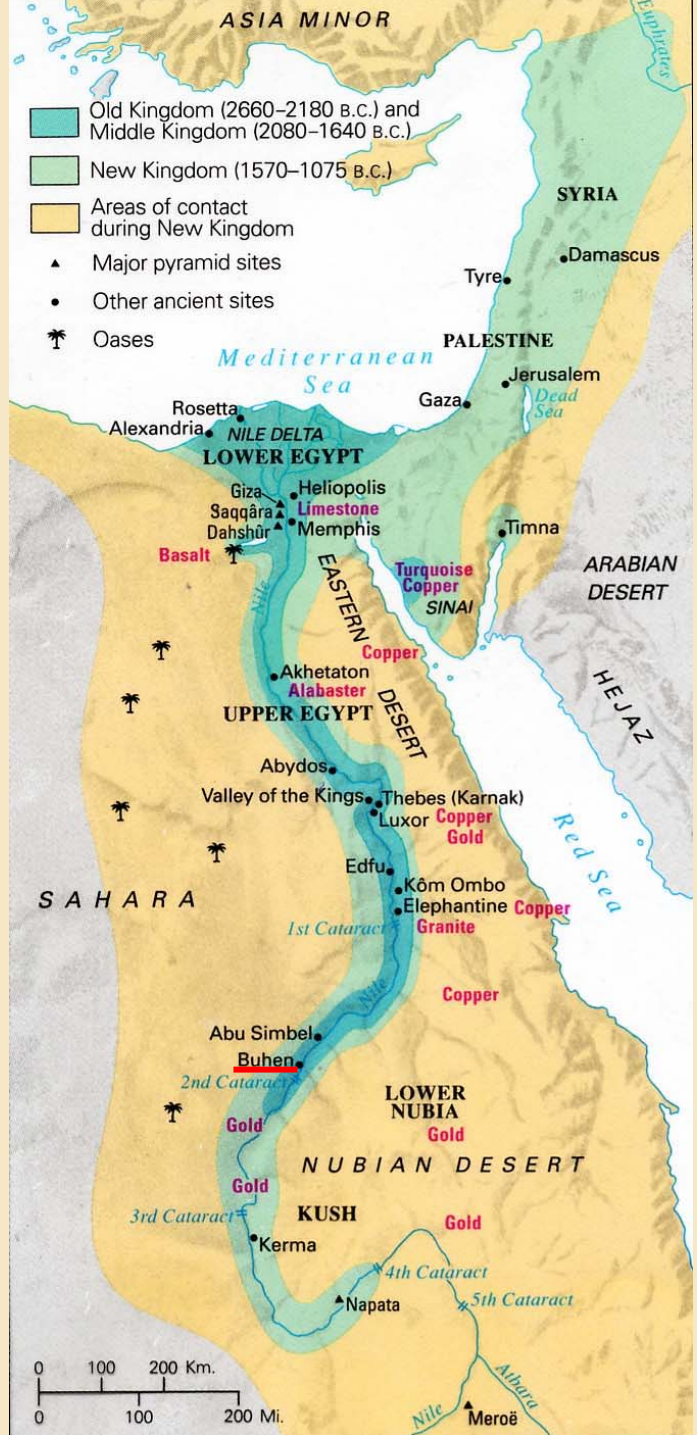 ASIA MINOR
Euphrates
Old Kingdom (2660–2180 B.C.) and
Middle Kingdom (2080–1640 B.C.)
New Kingdom (1570–1075 B.C.)
Areas of contact
during New Kingdom
Major pyramid sites
Other ancient sites
Oases
SYRIA
Damascus
Tyre
PALESTINE
Mediterranean
Sea
Jerusalem
Gaza
Dead
Sea
Rosetta
Alexandria
NILE DELTA
LOWER EGYPT
Giza
Heliopolis
Saqqâra
Limestone
Dahshûr
Memphis
Timna
Basalt
Nile
EASTERN
DESERT
Turquoise
Copper
SINAI
ARABIAN
DESERT
Copper
HEJAZ
Akhetaton
Alabaster
UPPER EGYPT
Abydos
Valley of the Kings
Thebes (Karnak)
Luxor
Copper
Gold
Red Sea
Edfu
SAHARA
Kôm Ombo
Elephantine
Copper
1st Cataract
Granite
Nile
Copper
Abu Simbel
Buhen
2nd Cataract
LOWER
NUBIA
Gold
Gold
NUBIAN DESERT
Gold
3rd Cataract
KUSH
Gold
Kerma
4th Cataract
Napata
5th Cataract
Atbara
Nile
Meroë
0 100 200 Km.
0 100 200 Mi.